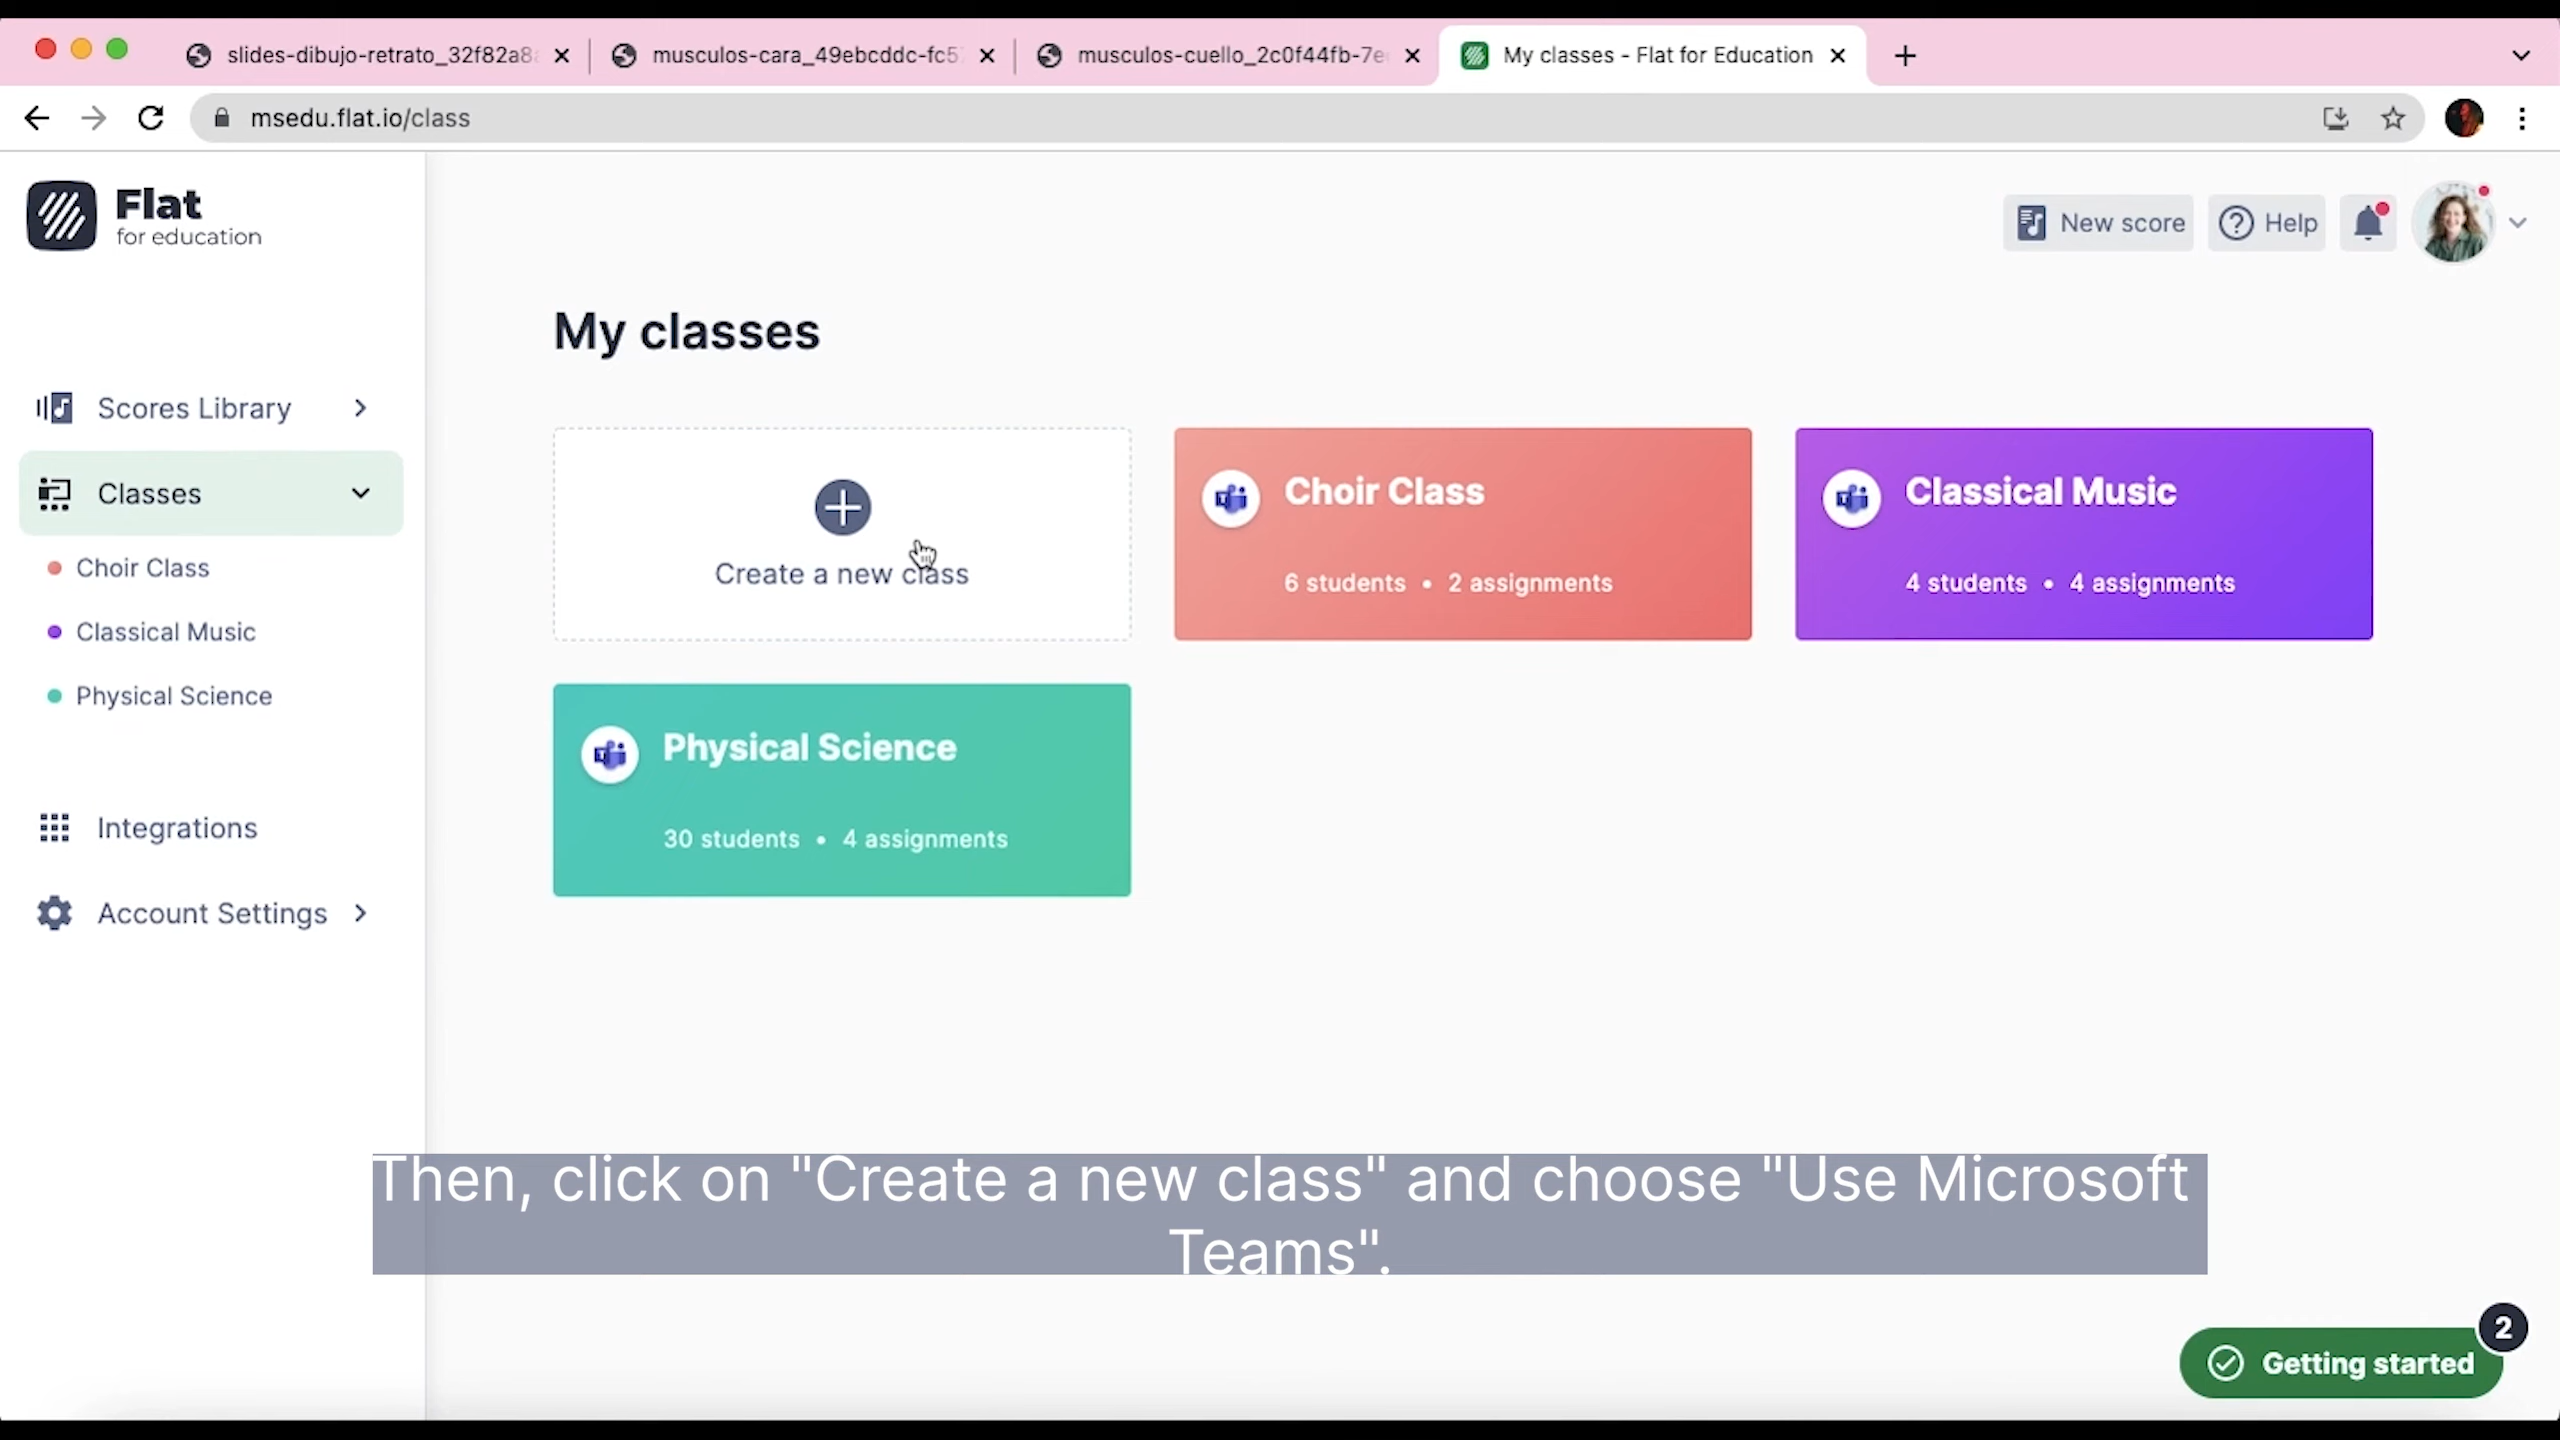 slides-dibujo-retrato_32f82a8
musculos-cara_49ebcddc-fc5
musculos-cuello_2c0f44fb-7e
My classes - Flat for Education
msedu.flat.io/class
Flat
for education
New score
Help
My classes
Scores Library
Classes
Choir Class
Classical Music
Physical Science
Integrations
Account Settings
Create a new class
Choir Class
6 students • 2 assignments
Classical Music
4 students • 4 assignments
Physical Science
30 students • 4 assignments
Then, click on "Create a new class" and choose "Use Microsoft
Teams".
2
Getting started